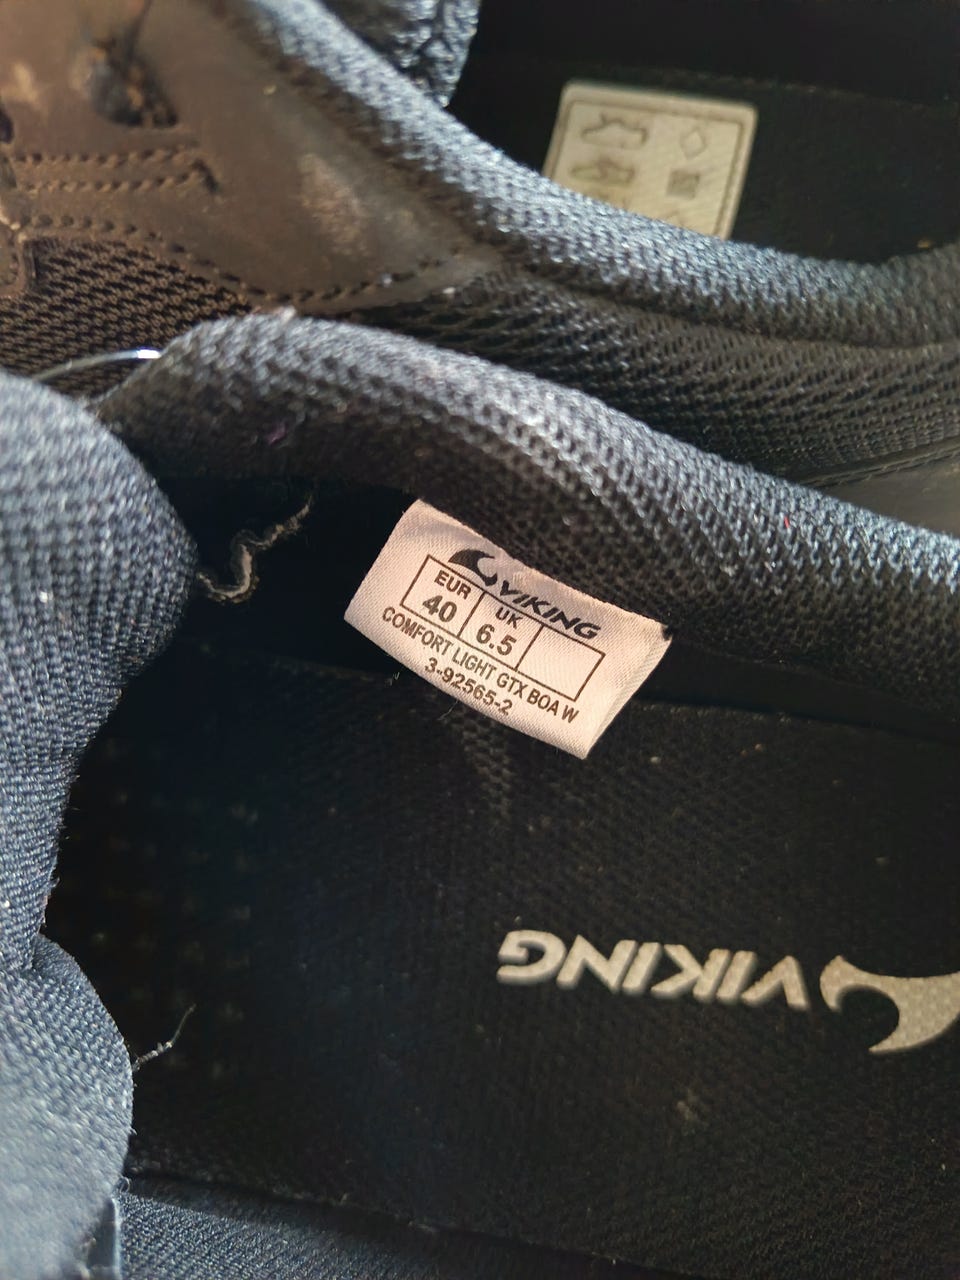 VIKING
EUR UK
40 6.5
COMFORT LIGHT GTX BOA W
3-92565-2
VIKING